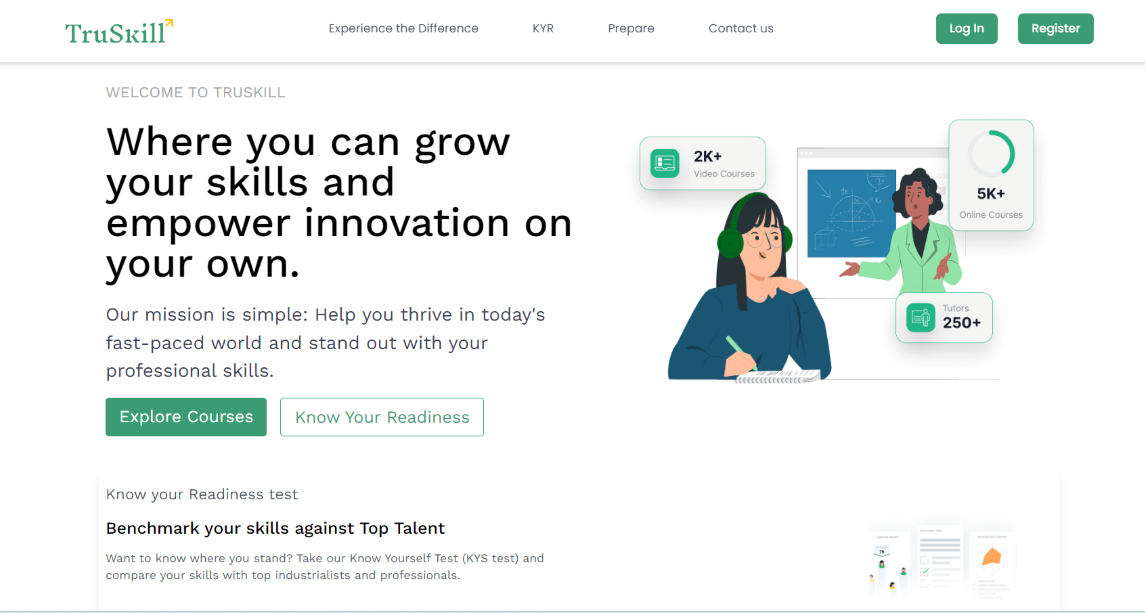 TruSkill
Experience the Difference
KYR
Prepare
Contact us
Log In
Register
WELCOME TO TRUSKILL
Where you can grow
your skills and
empower innovation on
your own.
Our mission is simple: Help you thrive in today's
fast-paced world and stand out with your
professional skills.
Explore Courses
Know Your Readiness
2K+
Video Courses
5K+
Online Courses
Tutors
250+
Know your Readiness test
Benchmark your skills against Top Talent
Want to know where you stand? Take our Know Yourself Test (KYS test) and
compare your skills with top industrialists and professionals.